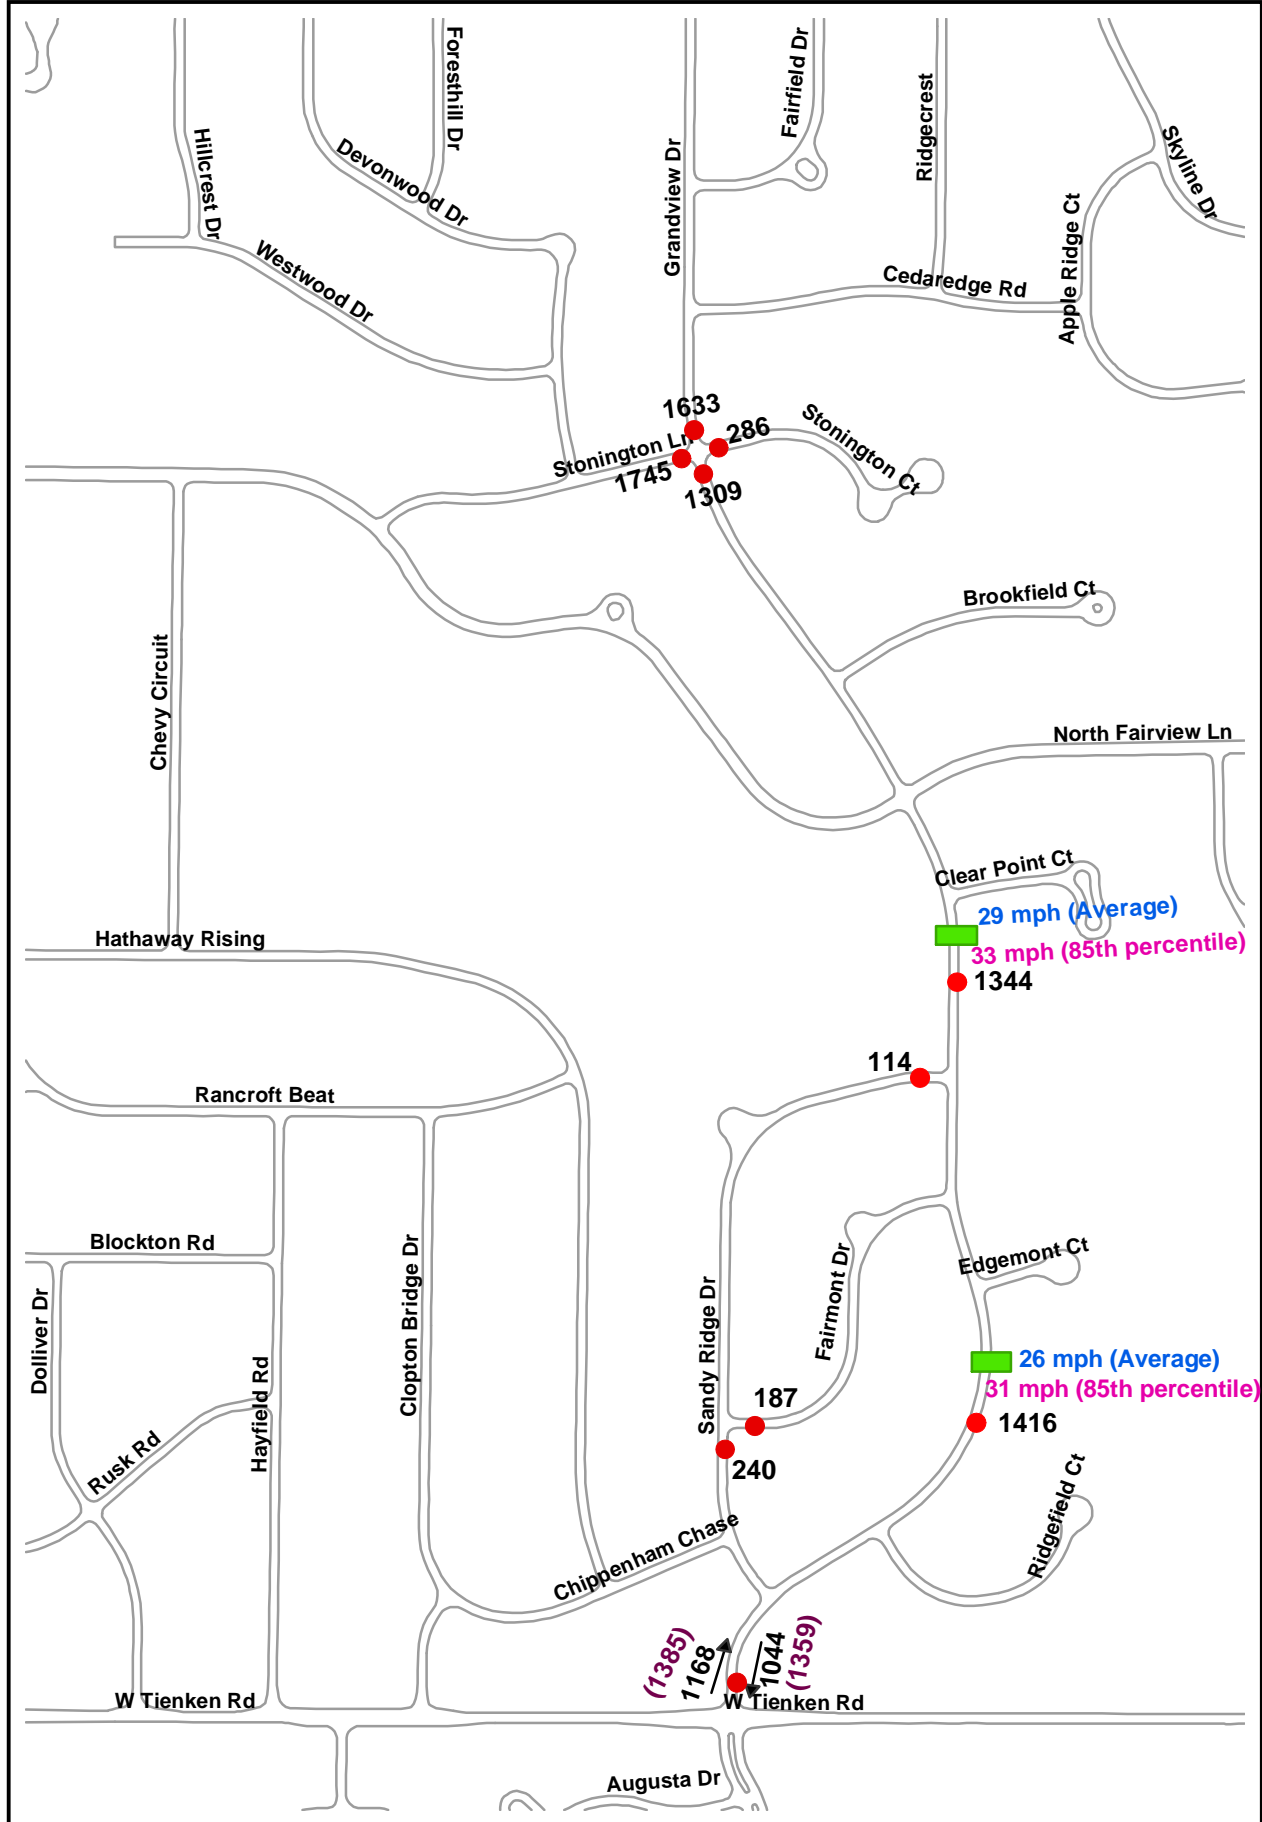 Foresthill Dr
Fairfield Dr
Ridgecrest
Hillcrest Dr
Devonwood Dr
Grandview Dr
Skyline Dr
Apple Ridge Ct
Westwood Dr
Cedaredge Rd
1633
286
Stonington Ln
Stonington Ct
1745
1309
Brookfield Ct
Chevy Circuit
North Fairview Ln
Clear Point Ct
29 mph (Average)
Hathaway Rising
33 mph (85th percentile)
1344
114
Rancroft Beat
Blockton Rd
Edgemont Ct
Dolliver Dr
Clopton Bridge Dr
Sandy Ridge Dr
Fairmont Dr
26 mph (Average)
31 mph (85th percentile)
Hayfield Rd
187
1416
Rusk Rd
240
Ridgefield Ct
Chippenham Chase
(1385)
1168
1044
(1359)
W Tienken Rd
W Tienken Rd
Augusta Dr